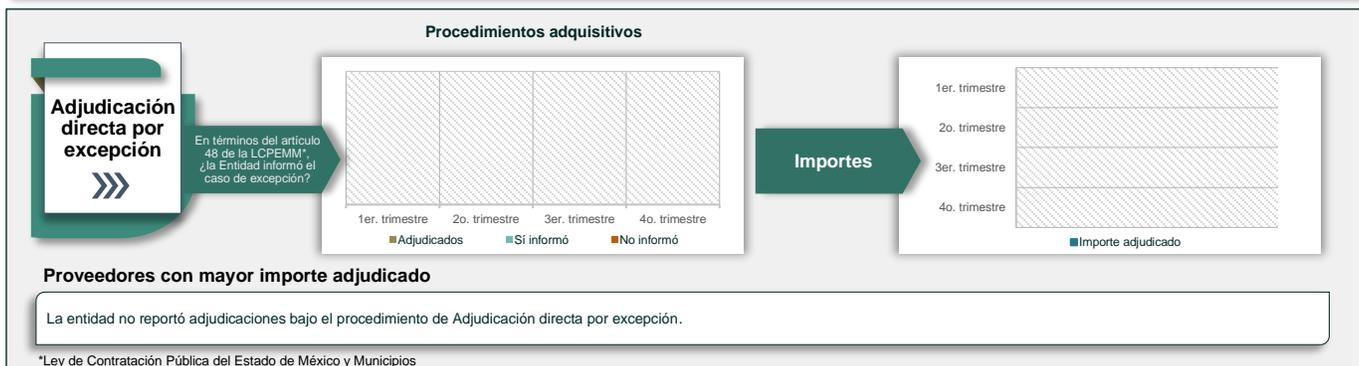 Procedimientos adquisitivos
Adjudicación
directa por
excepción
En términos del artículo
48 de la LCPEMM*,
¿la Entidad informó el
caso de excepción?
1er. trimestre 2o. trimestre 3er. trimestre 4o. trimestre
Adjudicados Sí informó No informó
Importes
1er. trimestre
2o. trimestre
3er. trimestre
4o. trimestre
Importe adjudicado
Proveedores con mayor importe adjudicado
La entidad no reportó adjudicaciones bajo el procedimiento de Adjudicación directa por excepción.
*Ley de Contratación Pública del Estado de México y Municipios